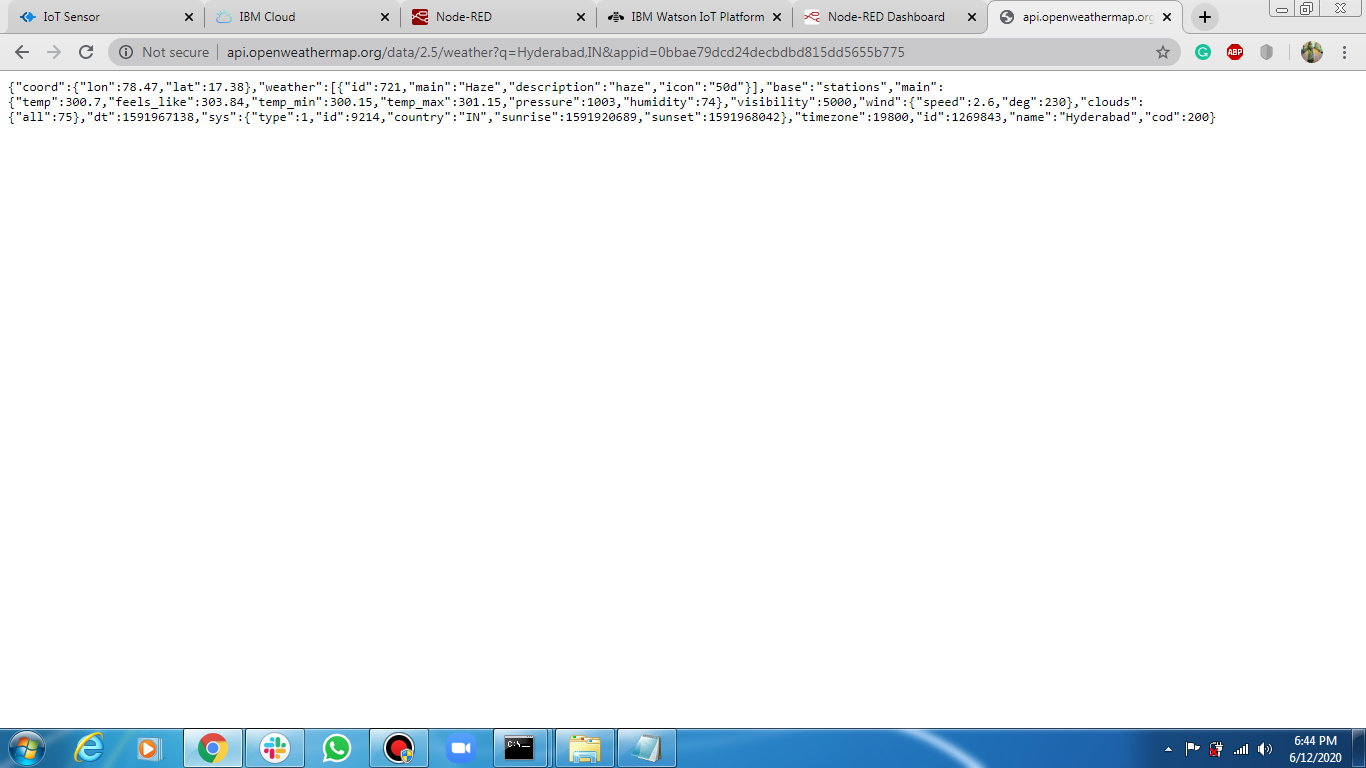 IoT Sensor
IBM Cloud
Node-RED
IBM Watson IoT Platform
Node-RED Dashboard
api.openweathermap.org
Not secure
api.openweathermap.org/data/2.5/weather?q=Hyderabad,IN&appid=0bbae79dcd24decbdbd815dd5655b775
ABP
{"coord":{"lon":78.47,"lat":17.38},"weather":[{"id":721,"main":"Haze","description":"haze","icon":"50d"}],"base":"stations","main":
{"temp":300.7,"feels_like":303.84,"temp_min":300.15,"temp_max":301.15,"pressure":1003,"humidity":74},"visibility":5000,"wind":{"speed":2.6,"deg":230},"clouds":
{"all":75},"dt":1591967138,"sys":{"type":1,"id":9214,"country":"IN","sunrise":1591920689,"sunset":1591968042},"timezone":19800,"id":1269843,"name":"Hyderabad","cod":200}
C:\
6:44 PM
6/12/2020